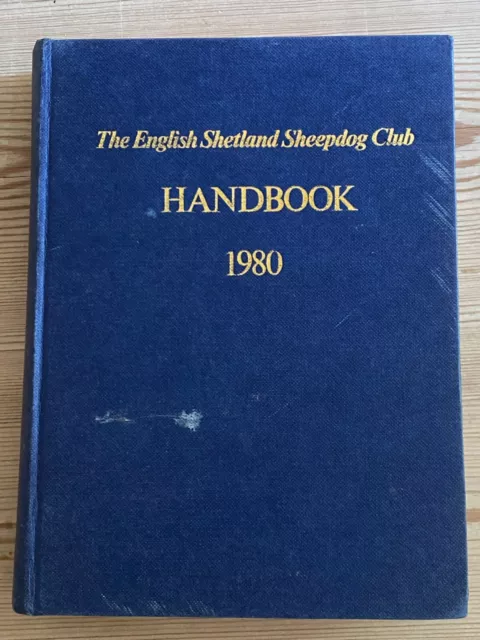 The English Shetland Sheepdog Club
HANDBOOK
1980